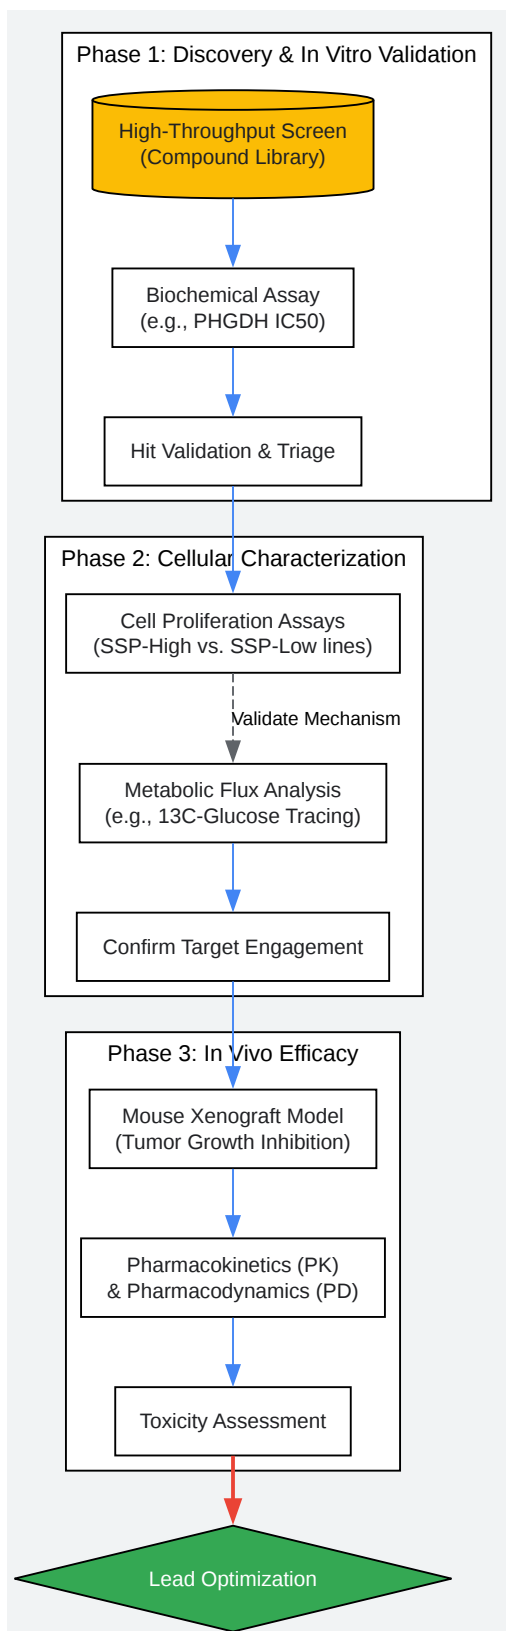 Phase 1: Discovery & In Vitro Validation
High-Throughput Screen
(Compound Library)
Biochemical Assay
(e.g., PHGDH IC50)
Hit Validation & Triage
Phase 2: Cellular Characterization
Cell Proliferation Assays
(SSP-High vs. SSP-Low lines)
Validate Mechanism
Metabolic Flux Analysis
(e.g., 13C-Glucose Tracing)
Confirm Target Engagement
Phase 3: In Vivo Efficacy
Mouse Xenograft Model
(Tumor Growth Inhibition)
Pharmacokinetics (PK)
& Pharmacodynamics (PD)
Toxicity Assessment
Lead Optimization